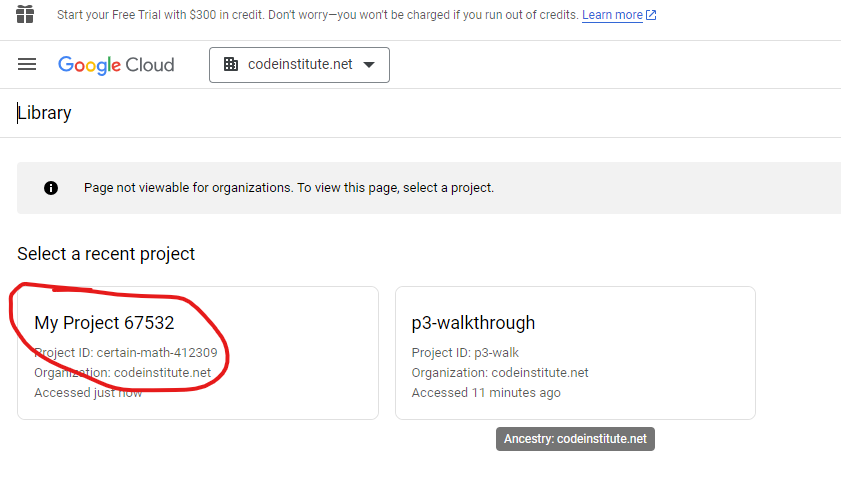 Start your Free Trial with $300 in credit. Don't worry—you won't be charged if you run out of credits. Learn more
Google Cloud codeinstitute.net
Library
Page not viewable for organizations. To view this page, select a project.
Select a recent project
My Project 67532
Project ID: certain-math-412309
Organization: codeinstitute.net
Accessed just now
p3-walkthrough
Project ID: p3-walk
Organization: codeinstitute.net
Accessed 11 minutes ago
Ancestry: codeinstitute.net